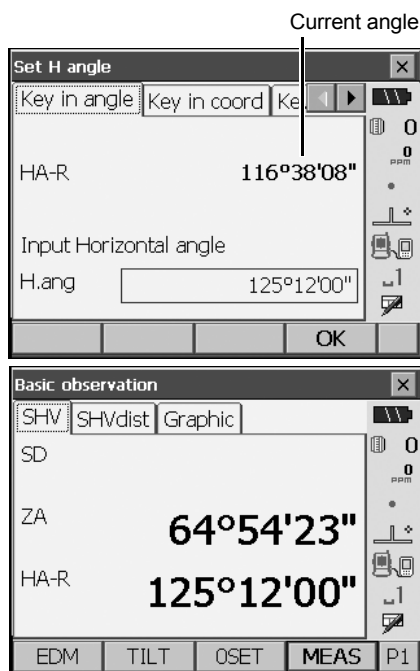 Current angle
Set H angle
Key in angle Key in coord Ke
0
0
PPM
HA-R 116°38'08"
Input Horizontal angle
H.ang 125°12'00"
1
OK
Basic observation
SHV SHVdist Graphic
SD
0
0
PPM
ZA 64°54'23"
HA-R 125°12'00"
1
EDM TILT 0SET MEAS P1